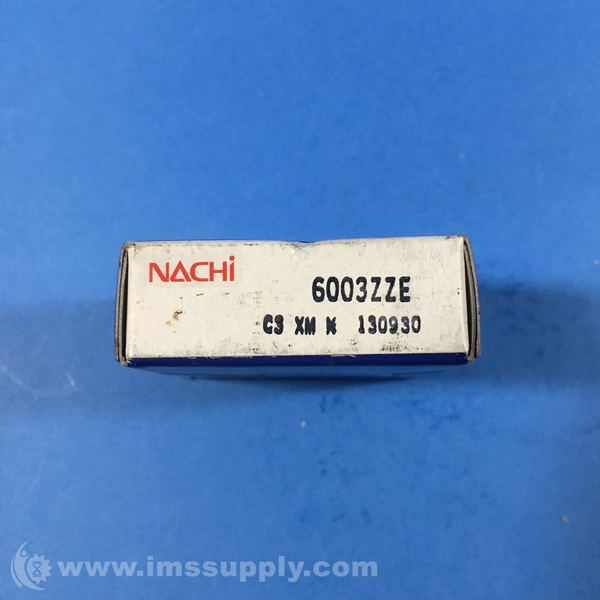 NACHi
6003ZZE
C3 XM ※ 130930
www.imssupply.com